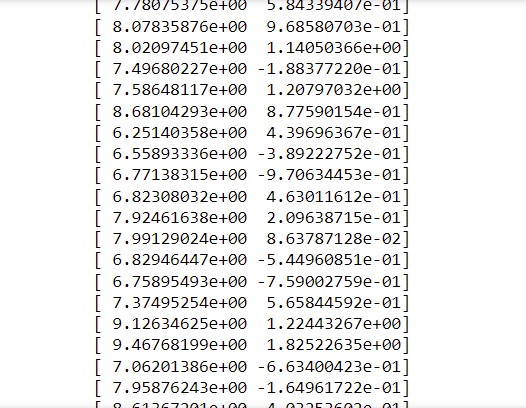 [ 7.78075375e+00  5.84339407e-01]
[ 8.07835876e+00  9.68580703e-01]
[ 8.02097451e+00  1.14050366e+00]
[ 7.49680227e+00 -1.88377220e-01]
[ 7.58648117e+00  1.20797032e+00]
[ 8.68104293e+00  8.77590154e-01]
[ 6.25140358e+00  4.39696367e-01]
[ 6.55893336e+00 -3.89222752e-01]
[ 6.77138315e+00 -9.70634453e-01]
[ 6.82308032e+00  4.63011612e-01]
[ 7.92461638e+00  2.09638715e-01]
[ 7.99129024e+00  8.63787128e-02]
[ 6.82946447e+00 -5.44960851e-01]
[ 6.75895493e+00 -7.59002759e-01]
[ 7.37495254e+00  5.65844592e-01]
[ 9.12634625e+00  1.22443267e+00]
[ 9.46768199e+00  1.82522635e+00]
[ 7.06201386e+00 -6.63400423e-01]
[ 7.95876243e+00 -1.64961722e-01]
[ 8.61367201e+00  4.03253602e-01]